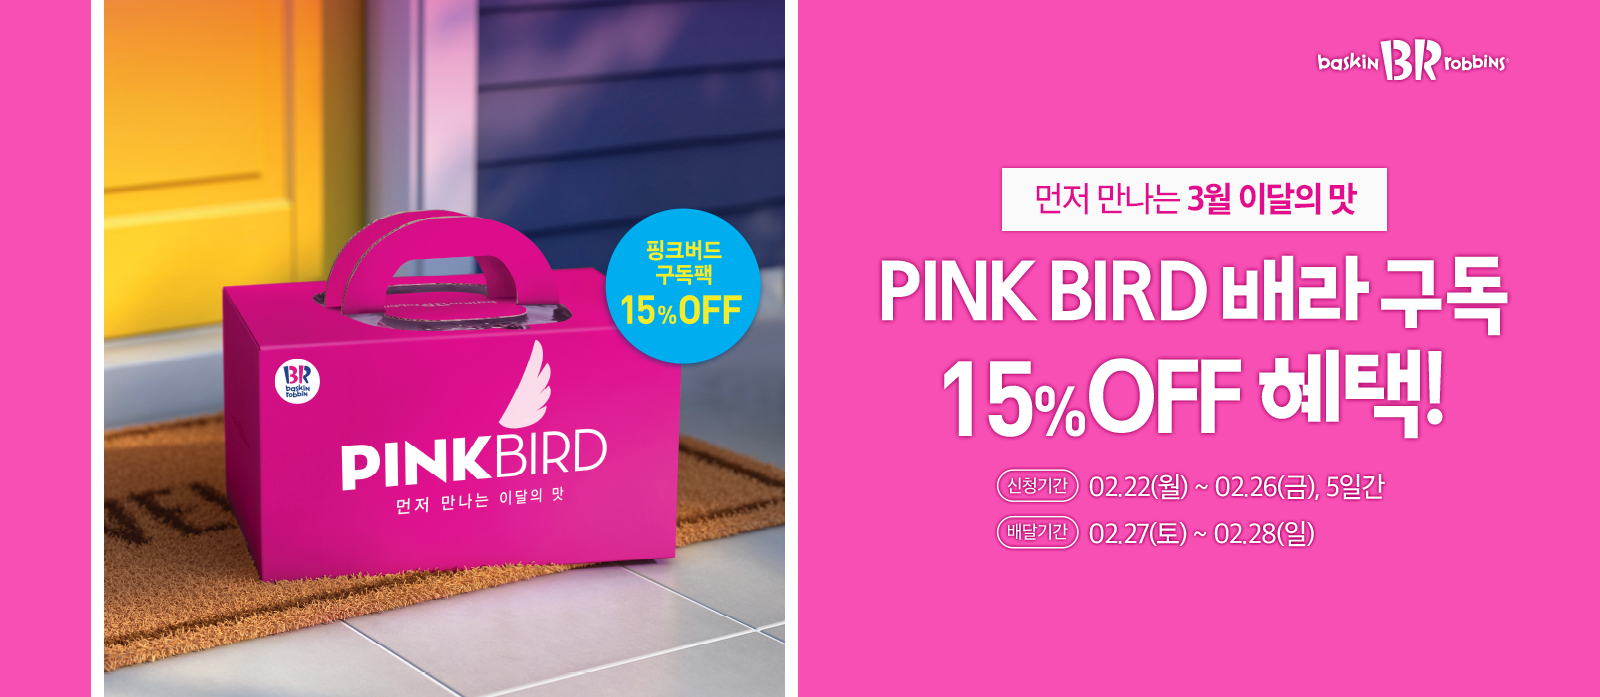 핑크버드
구독팩
15%OFF
BR
baskin
robbin
PINKBIRD
먼저 만나는 이달의 맛
baskin BR robbins
먼저 만나는 3월 이달의 맛
PINK BIRD 배라 구독
15%OFF 혜택!
신청기간 02.22(월) ~ 02.26(금), 5일간
배달기간 02.27(토) ~ 02.28(일)